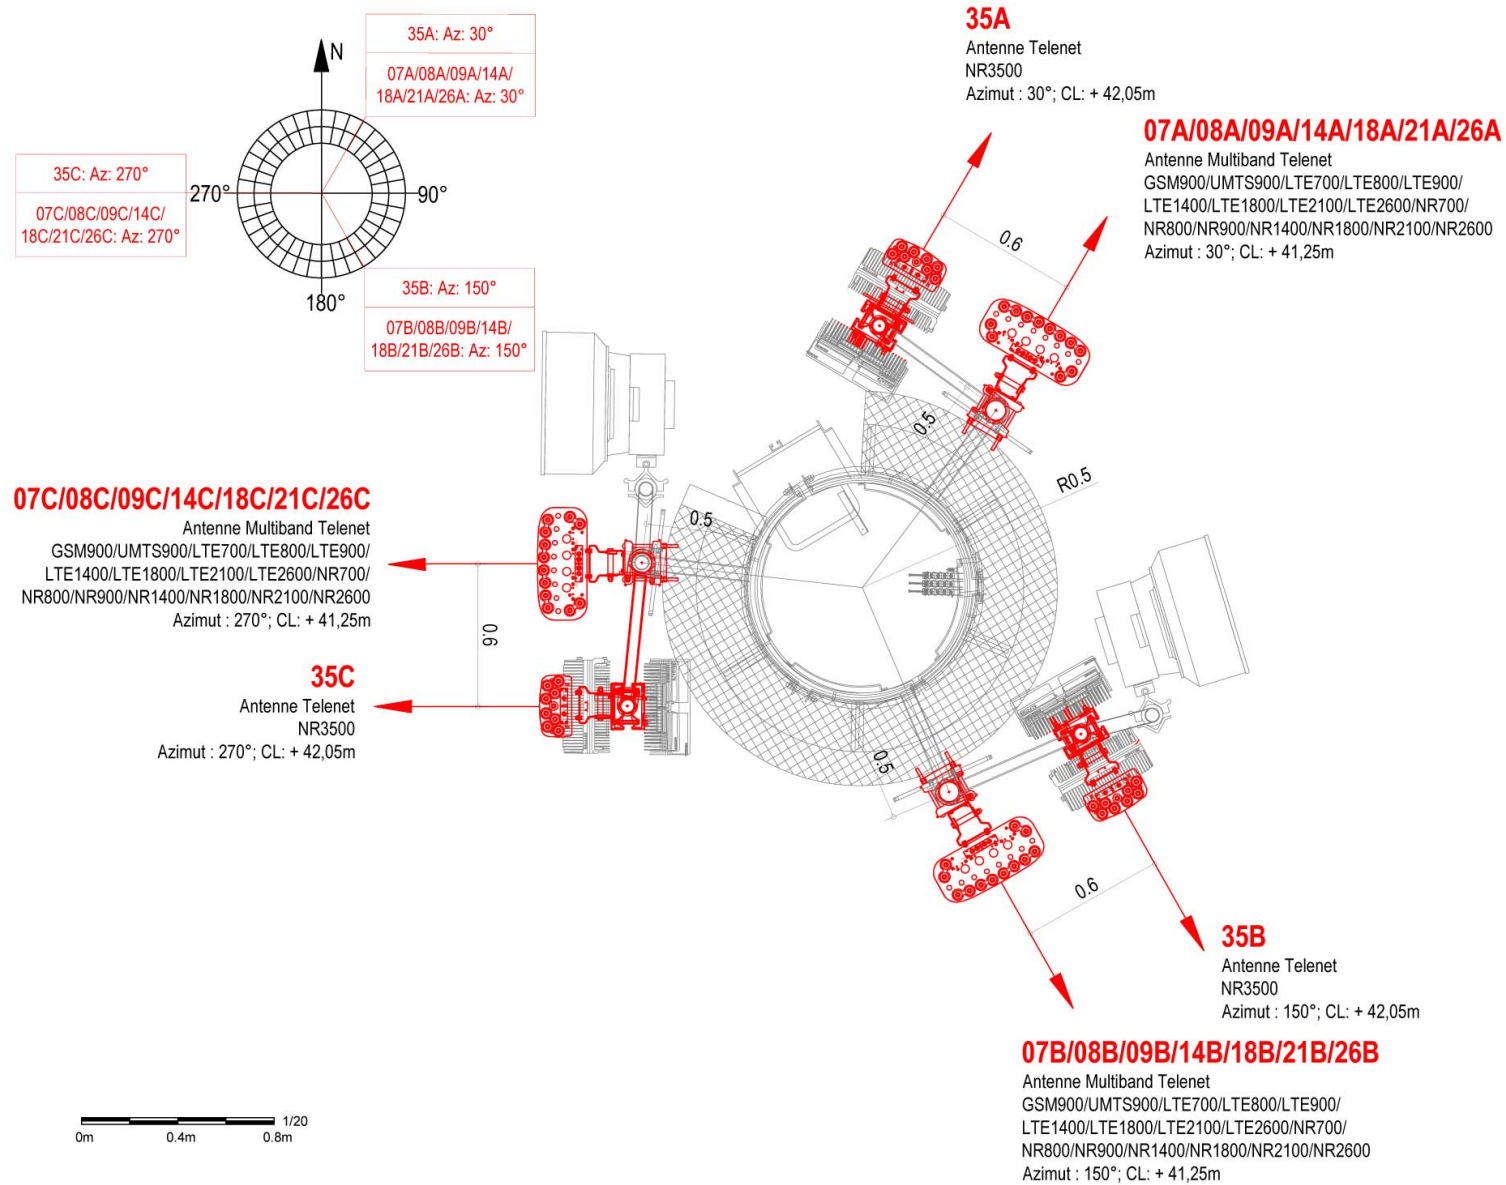 35A
Antenne Telenet
NR3500
Azimut : 30°; CL: + 42,05m
07A/08A/09A/14A/18A/21A/26A
Antenne Multiband Telenet
GSM900/UMTS900/LTE700/LTE800/LTE900/
LTE1400/LTE1800/LTE2100/LTE2600/NR700/
NR800/NR900/NR1400/NR1800/NR2100/NR2600
Azimut : 30°; CL: + 41,25m
35A: Az: 30°
07A/08A/09A/14A/
18A/21A/26A: Az: 30°
N
35C: Az: 270°
07C/08C/09C/14C/
18C/21C/26C: Az: 270°
270°
90°
180°
35B: Az: 150°
07B/08B/09B/14B/
18B/21B/26B: Az: 150°
0.6
0.5
R0.5
0.5
07C/08C/09C/14C/18C/21C/26C
Antenne Multiband Telenet
GSM900/UMTS900/LTE700/LTE800/LTE900/
LTE1400/LTE1800/LTE2100/LTE2600/NR700/
NR800/NR900/NR1400/NR1800/NR2100/NR2600
Azimut : 270°; CL: + 41,25m
0.6
35C
Antenne Telenet
NR3500
Azimut : 270°; CL: + 42,05m
0.5
0.6
35B
Antenne Telenet
NR3500
Azimut : 150°; CL: + 42,05m
07B/08B/09B/14B/18B/21B/26B
Antenne Multiband Telenet
GSM900/UMTS900/LTE700/LTE800/LTE900/
LTE1400/LTE1800/LTE2100/LTE2600/NR700/
NR800/NR900/NR1400/NR1800/NR2100/NR2600
Azimut : 150°; CL: + 41,25m
1/20
0m 0.4m 0.8m